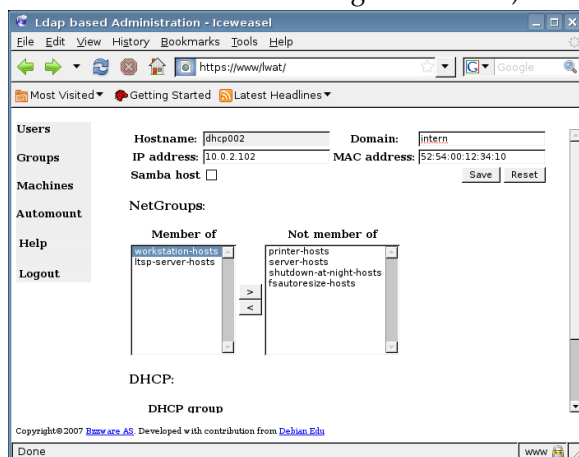 Ldap based Administration - Iceweasel
File Edit View History Bookmarks Tools Help
https://www/lwat/ G Google
Most Visited Getting Started Latest Headlines
Users
Groups
Machines
Automount
Help
Logout
Hostname: dhcp002 Domain: intern
IP address: 10.0.2.102 MAC address: 52:54:00:12:34:10
Samba host Save Reset
NetGroups:
Member of Not member of
workstation-hosts printer-hosts
ltsp-server-hosts server-hosts
shutdown-at-night-hosts
fsautoresize-hosts
>
<
DHCP:
DHCP group
Copyright©2007 Bzzware AS. Developed with contribution from Debian Edu
Done www